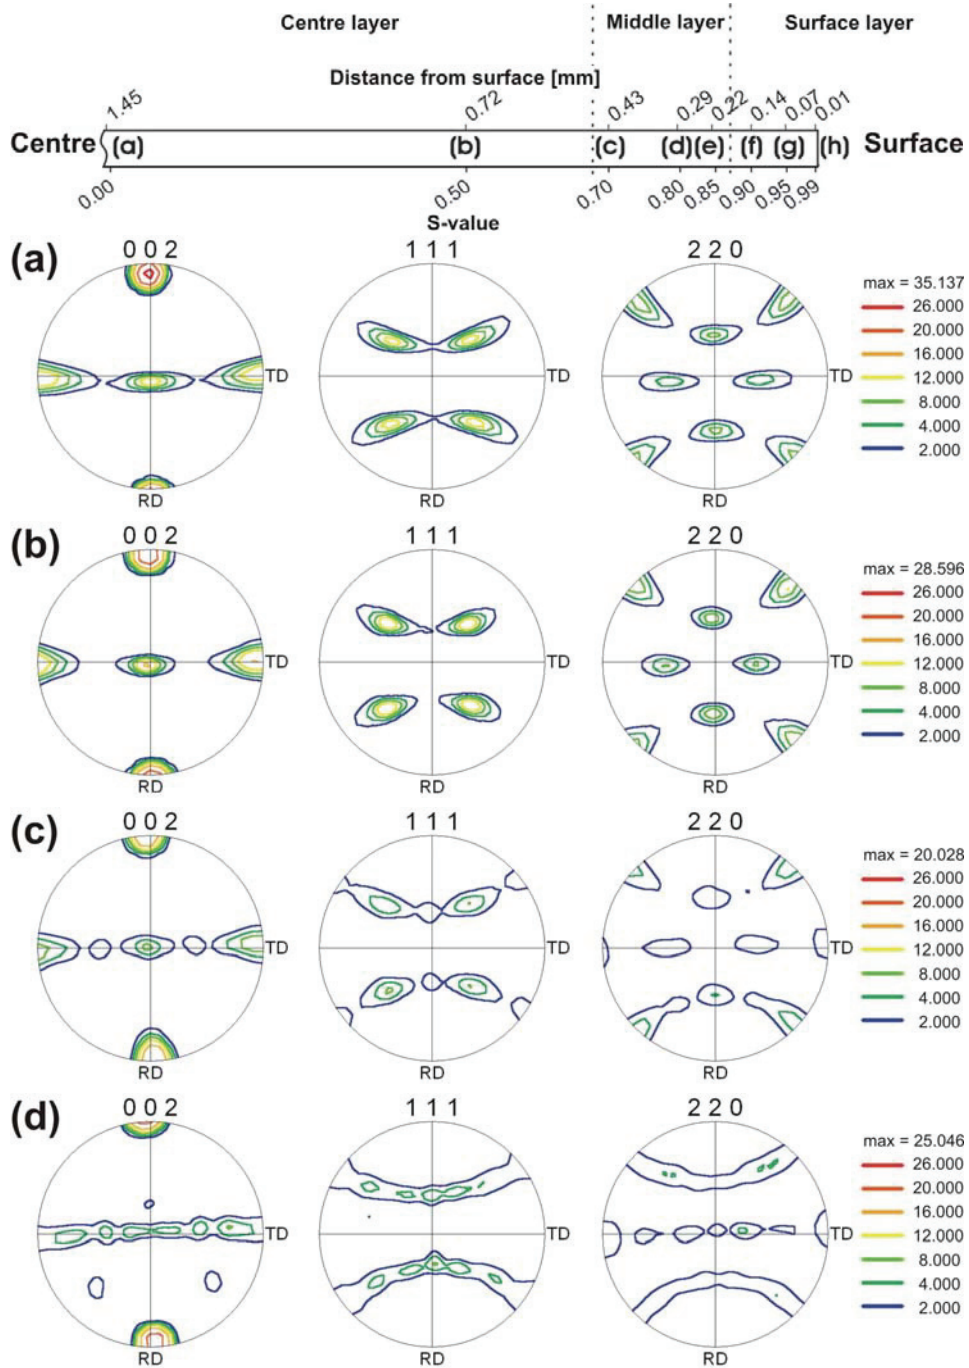 Centre layer
Middle layer
Surface layer
Distance from surface [mm]
1.45 0.72 0.43 0.29 0.22 0.14 0.07 0.01
Centre (a) (b) (c) (d) (e) (f) (g) (h) Surface
0.00 0.50 0.70 0.80 0.85 0.90 0.95 0.99
S-value
(a)
0 0 2
1 1 1
2 2 0
TD
RD
TD
RD
TD
RD
max = 35.137
26.000
20.000
16.000
12.000
8.000
4.000
2.000
(b)
0 0 2
1 1 1
2 2 0
TD
RD
TD
RD
TD
RD
max = 28.596
26.000
20.000
16.000
12.000
8.000
4.000
2.000
(c)
0 0 2
1 1 1
2 2 0
TD
RD
TD
RD
TD
RD
max = 20.028
26.000
20.000
16.000
12.000
8.000
4.000
2.000
(d)
0 0 2
1 1 1
2 2 0
TD
RD
TD
RD
TD
RD
max = 25.046
26.000
20.000
16.000
12.000
8.000
4.000
2.000